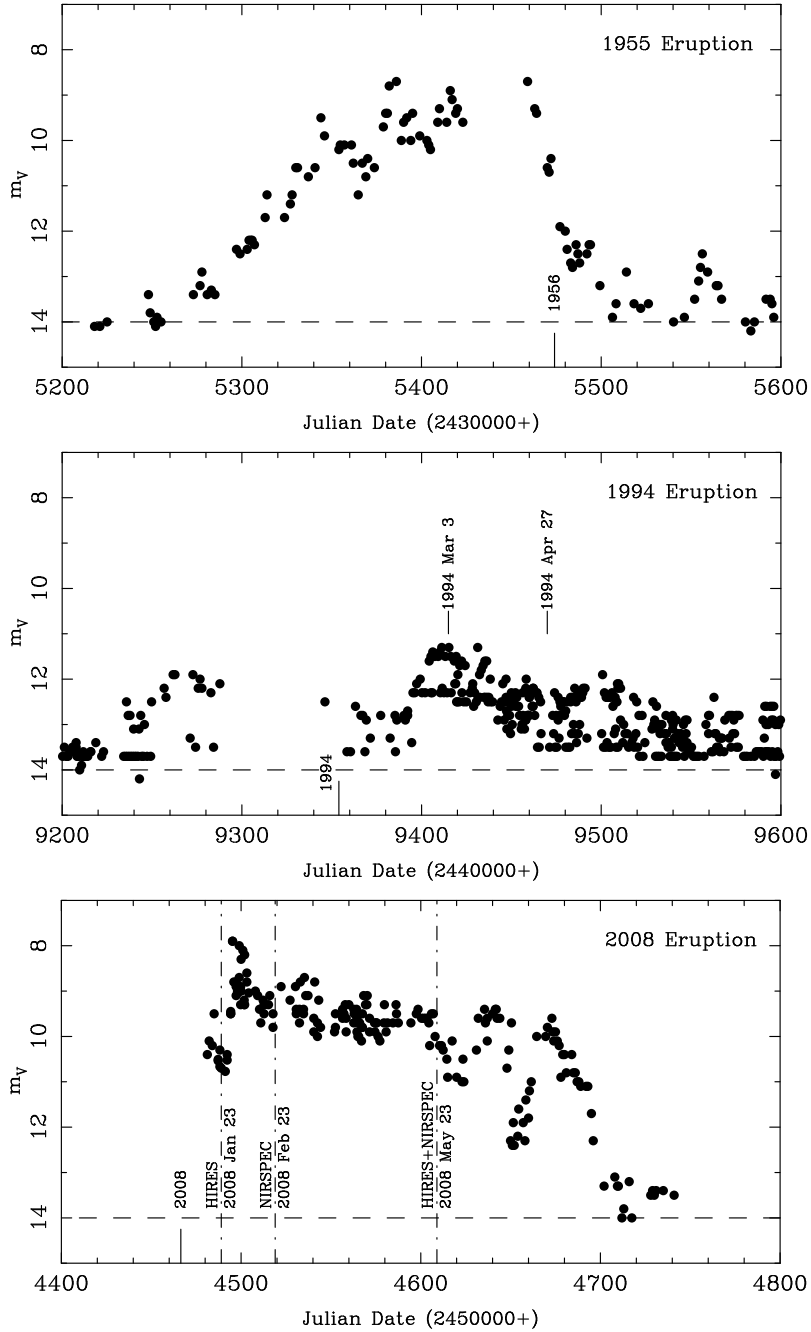 1955 Eruption
8
10
12
14
m_V
1956
5200 5300 5400 5500 5600
Julian Date (2430000+)
1994 Eruption
8
10
12
14
m_V
1994 Mar 3
1994 Apr 27
1994
9200 9300 9400 9500 9600
Julian Date (2440000+)
2008 Eruption
8
10
12
14
m_V
2008
HIRES
2008 Jan 23
NIRSPEC
2008 Feb 23
HIRES+NIRSPEC
2008 May 23
4400 4500 4600 4700 4800
Julian Date (2450000+)